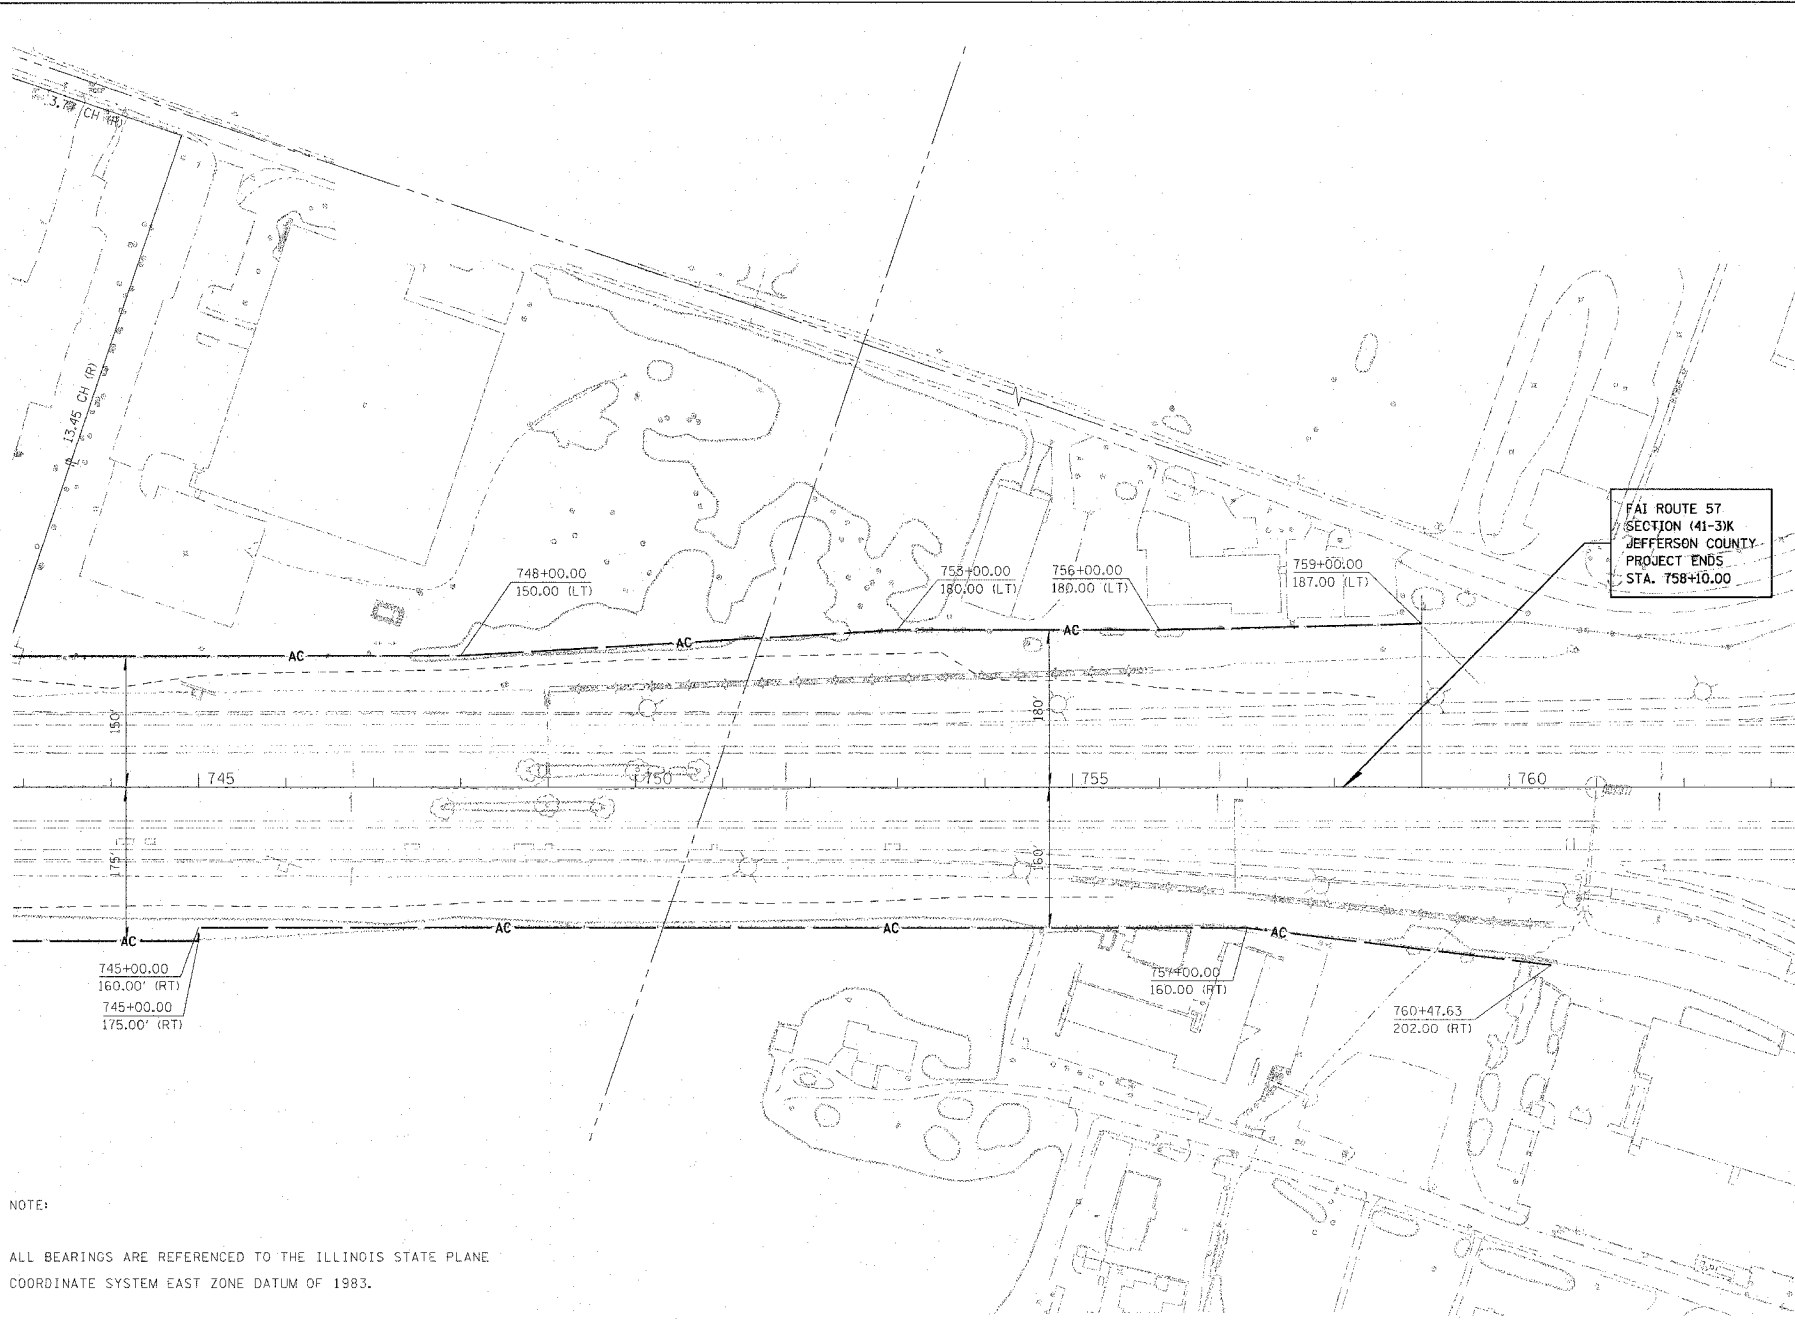 3.77 CH (R)
13.45 CH (R)
FAI ROUTE 57
SECTION (41-3)K
JEFFERSON COUNTY
PROJECT ENDS
STA. 758+10.00
748+00.00
150.00 (LT)
753+00.00
180.00 (LT)
756+00.00
180.00 (LT)
759+00.00
187.00 (LT)
AC
AC
AC
150'
180'
745
750
755
760
175'
160'
AC
AC
AC
AC
745+00.00
160.00' (RT)
745+00.00
175.00' (RT)
757+00.00
160.00 (RT)
760+47.63
202.00 (RT)
NOTE:
ALL BEARINGS ARE REFERENCED TO THE ILLINOIS STATE PLANE
COORDINATE SYSTEM EAST ZONE DATUM OF 1983.